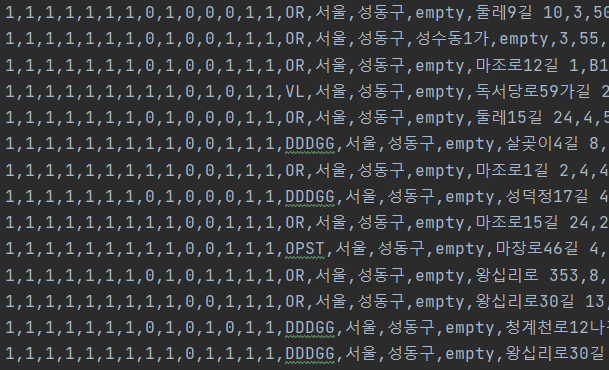 1,1,1,1,1,1,1,0,1,0,0,0,1,1,OR,서울,성동구,empty,둘레9길 10,3,50
1,1,1,1,1,1,1,0,1,0,0,1,1,1,OR,서울,성동구,성수동1가,empty,3,55,
1,1,1,1,1,1,1,0,1,0,0,1,1,1,OR,서울,성동구,empty,마조로12길 1,B1
1,1,1,1,1,1,1,1,1,0,1,0,1,1,VL,서울,성동구,empty,독서당로59가길 2
1,1,1,1,1,1,1,0,1,0,0,0,1,1,OR,서울,성동구,empty,둘레15길 24,4,5
1,1,1,1,1,1,1,1,1,0,0,0,1,1,DDDGG,서울,성동구,empty,살곶이4길 8,
1,1,1,1,1,1,1,0,1,0,0,1,1,1,OR,서울,성동구,empty,마조로1길 2,4,4
1,1,1,1,1,1,1,0,1,0,0,0,1,1,DDDGG,서울,성동구,empty,성덕정17길 4
1,1,1,1,1,1,1,1,1,0,0,1,1,1,OR,서울,성동구,empty,마조로15길 24,2
1,1,1,1,1,1,1,1,1,0,0,1,1,1,OPST,서울,성동구,empty,마장로46길 4,
1,1,1,1,1,1,1,0,1,0,1,1,1,1,OR,서울,성동구,empty,왕십리로 353,8,
1,1,1,1,1,1,1,1,1,0,0,1,1,1,OR,서울,성동구,empty,왕십리로30길 13,
1,1,1,1,1,1,1,0,1,0,1,0,1,1,DDDGG,서울,성동구,empty,청계천로12나길
1,1,1,1,1,1,1,1,1,0,1,1,1,1,DDDGG,서울,성동구,empty,왕십리로30길